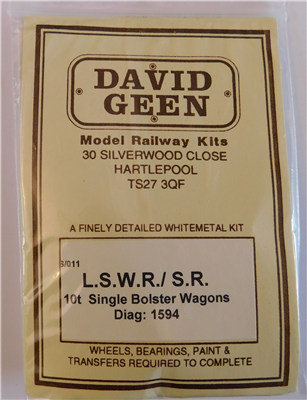 DAVID
GEEN
Model Railway Kits
30 SILVERWOOD CLOSE
HARTLEPOOL
TS27 3QF
A FINELY DETAILED WHITEMETAL KIT
S/011
L.S.W.R./ S.R.
10t Single Bolster Wagons
Diag: 1594
WHEELS, BEARINGS, PAINT &
TRANSFERS REQUIRED TO COMPLETE